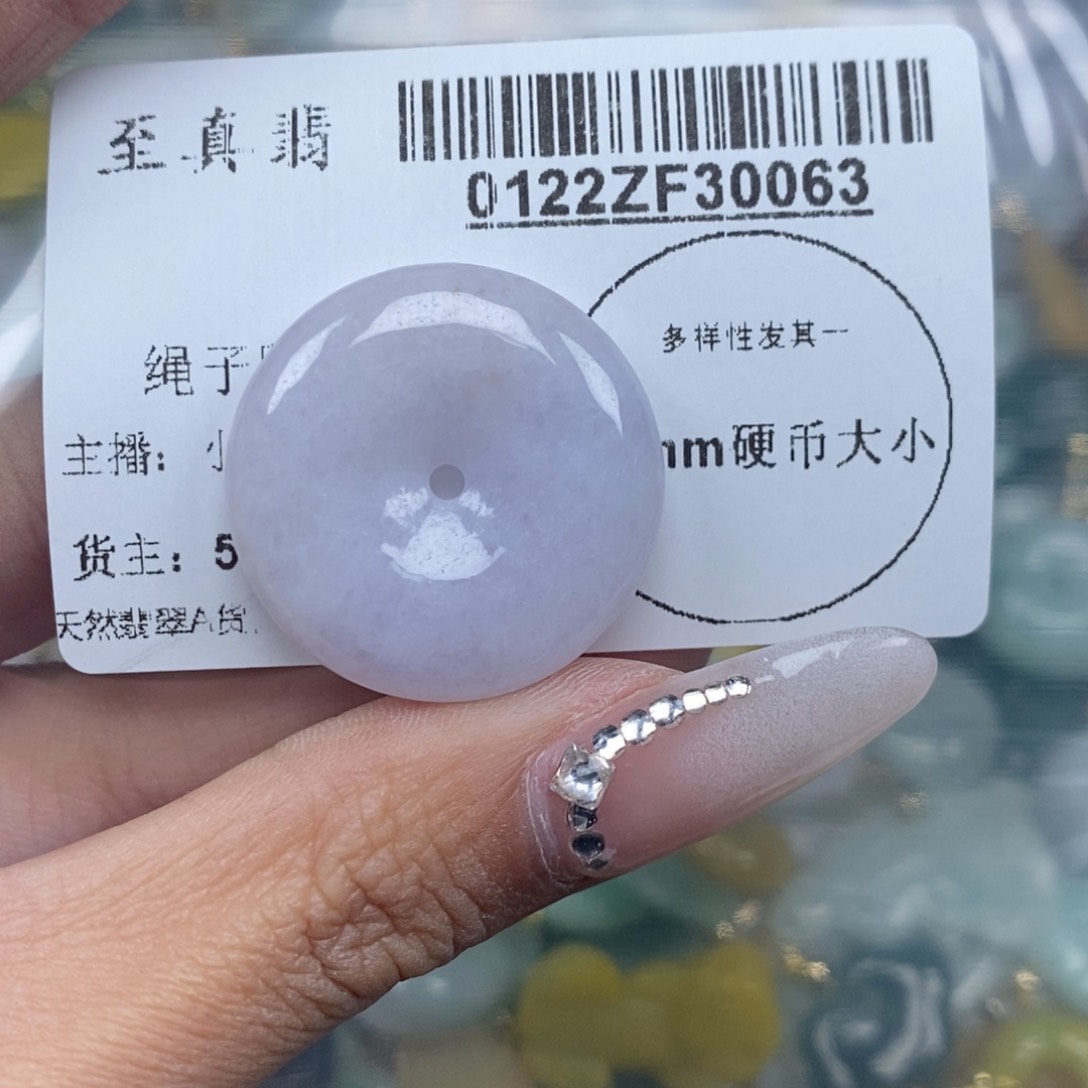 至真翡
0122ZF30063
多样性发其一
绳子
mm硬币大小
主播：小
货主：5
天然翡翠A货